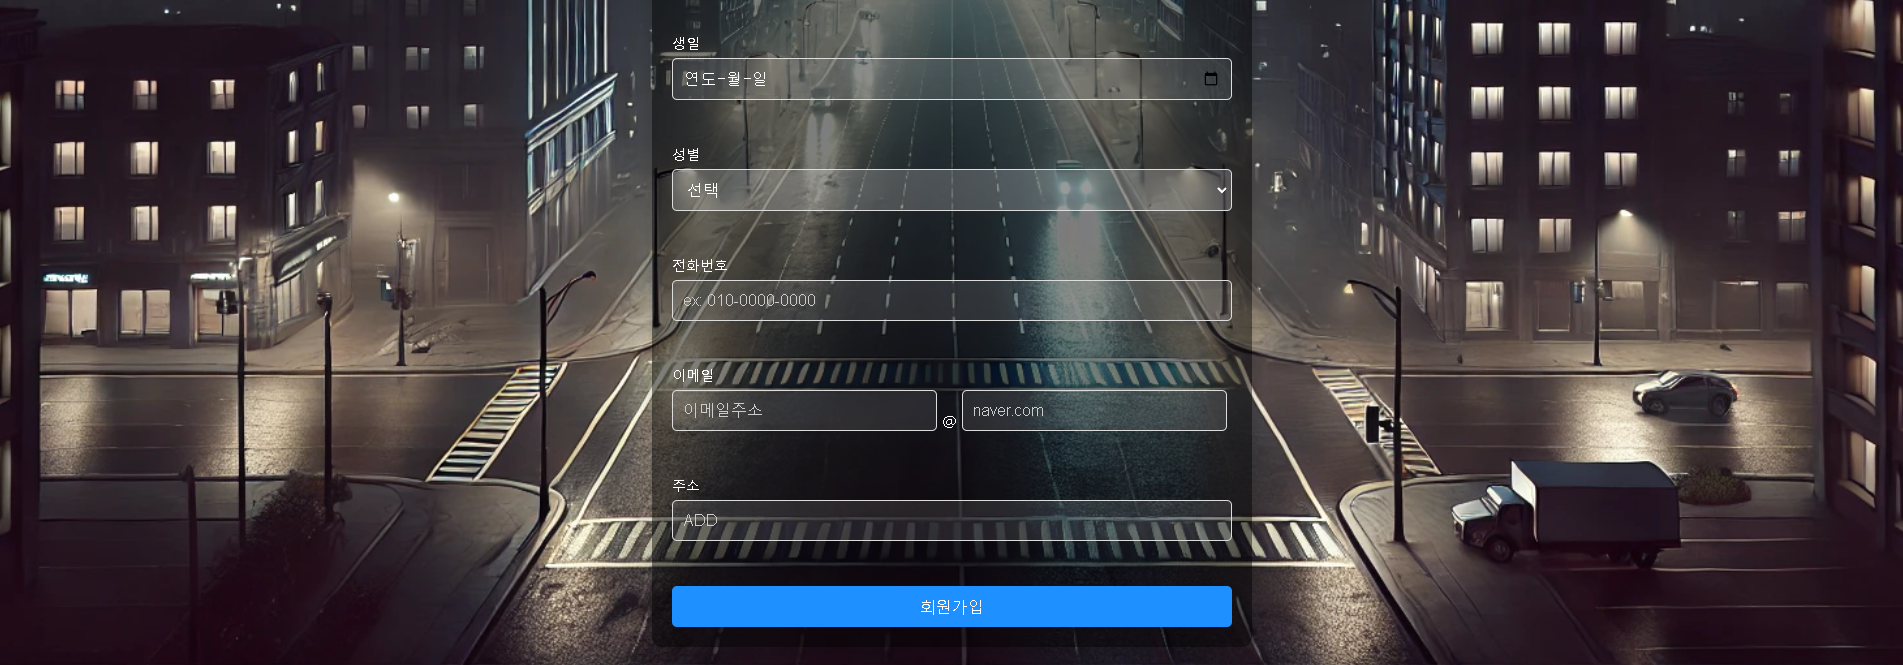 생일
연도-월-일
성별
선택
전화번호
ex: 010-0000-0000
이메일
이메일주소 @ naver.com
주소
ADD
회원가입